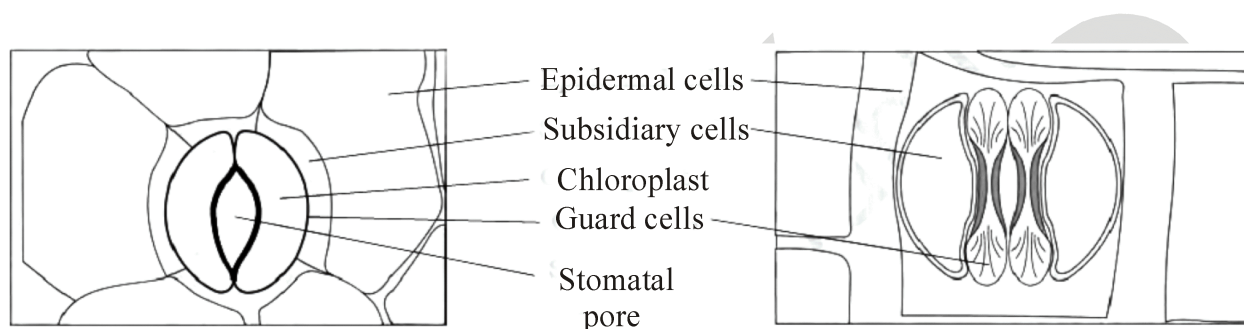 Epidermal cells
Subsidiary cells
Chloroplast
Guard cells
Stomatal
pore